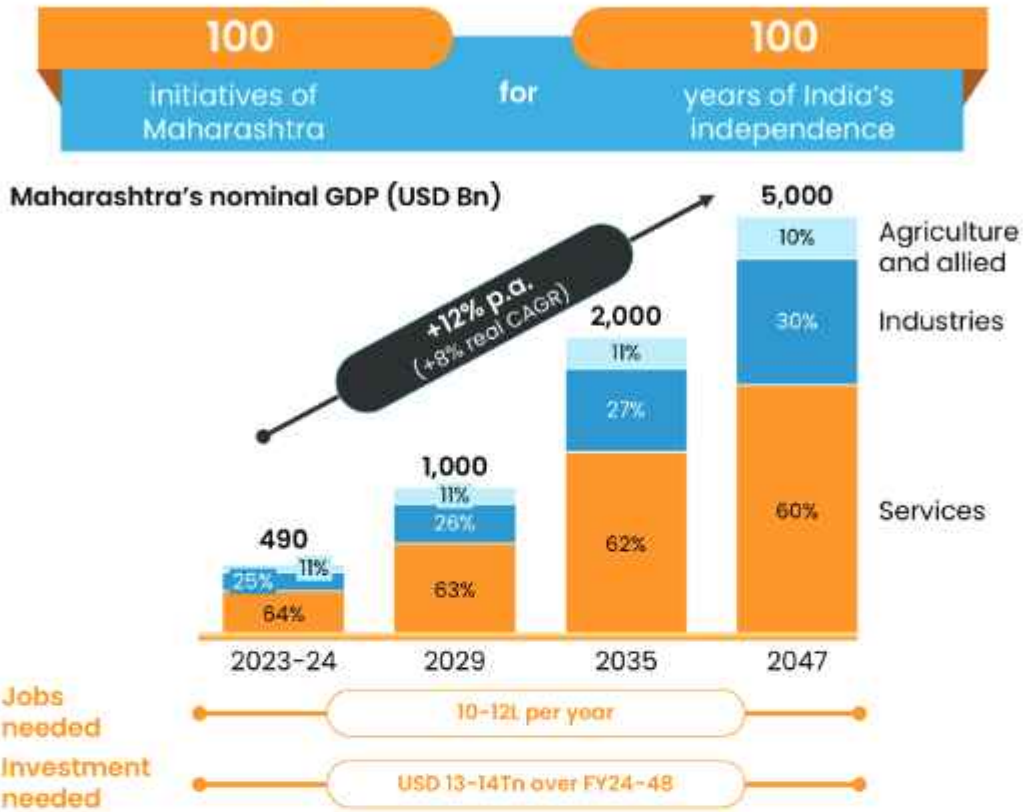 100
initiatives of
Maharashtra
for
100
years of India's
independence
Maharashtra's nominal GDP (USD Bn)
+12% p.a.
(+8% real CAGR)
490
11%
25%
64%
1,000
11%
26%
63%
2,000
11%
27%
62%
5,000
10%
30%
60%
Agriculture
and allied
Industries
Services
2023-24
2029
2035
2047
Jobs
needed
10-12L per year
Investment
needed
USD 13-14Tn over FY24-48